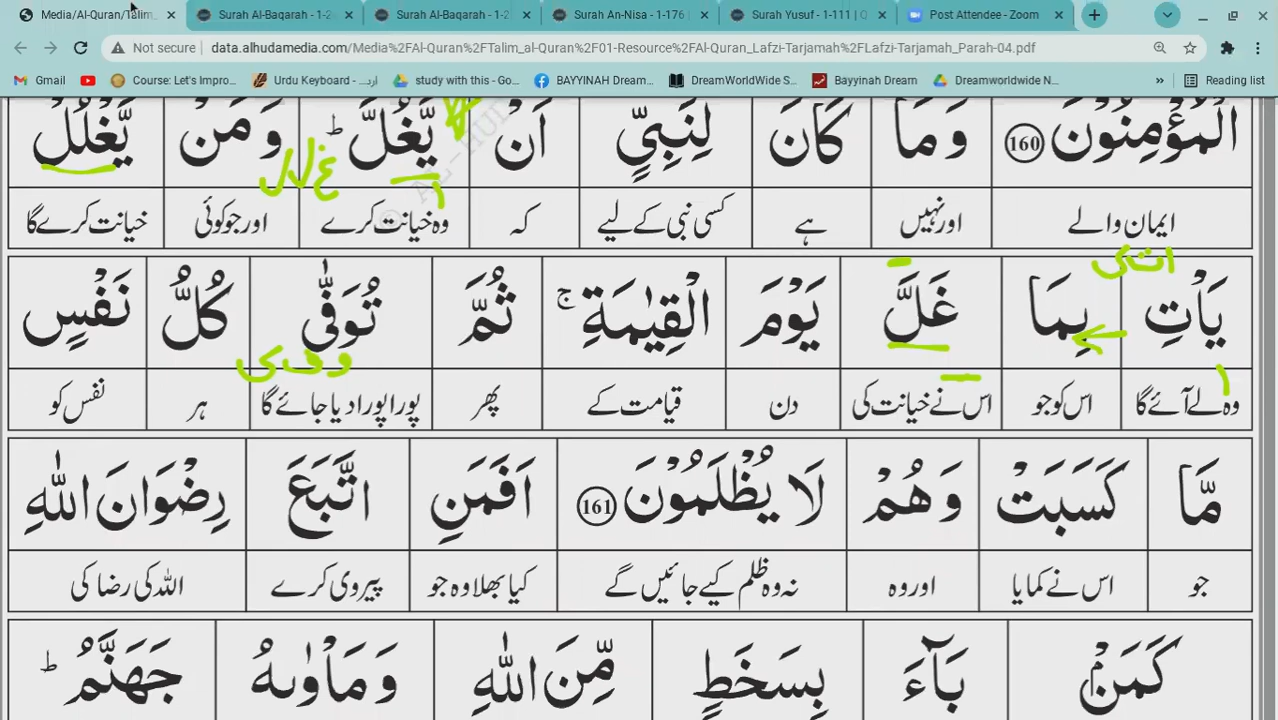 Media/Al-Quran/Talim_
Surah Al-Baqarah - 1-2
Surah Al-Baqarah - 1-2
Surah An-Nisa - 1-176 |
Surah Yusuf - 1-111 | Q
Post Attendee - Zoom
Not secure
data.alhudamedia.com/Media%2FAl-Quran%2FTalim_al-Quran%2F01-Resource%2FAl-Quran_Lafzi-Tarjamah%2FLafzi-Tarjamah_Parah-04.pdf
Gmail
Course: Let's Impro...
Urdu Keyboard - اُرد...
study with this - Go...
BAYYINAH Dream...
DreamWorldWide S...
Bayyinah Dream
Dreamworldwide N...
»
Reading list
الْمُؤْمِنُوْنَ 160 وَ مَا كَانَ لِنَبِيٍّ اَنْ يَّغُلَّ ؕ وَ مَنْ يَّغْلُلْ
غ ل ل
ایمان والے اور نہیں ہے کسی نبی کے لیے کہ وہ خیانت کرے اور جو کوئی خیانت کرے گا
ا ت ی
يَاْتِ بِمَا غَلَّ يَوْمَ الْقِيٰمَةِ ۚ ثُمَّ تُوَفّٰى كُلُّ نَفْسٍ
و ف ی
وہ لے آئے گا اس کو جو اس نے خیانت کی دن قیامت کے پھر پورا پورا دیا جائے گا ہر نفس کو
مَّا كَسَبَتْ وَ هُمْ لَا يُظْلَمُوْنَ 161 اَفَمَنِ اتَّبَعَ رِضْوَانَ اللّٰهِ
جو اس نے کمایا اور وہ نہ وہ ظلم کیے جائیں گے کیا بھلا وہ جو پیروی کرے اللہ کی رضا کی
كَمَنْۢ بَآءَ بِسَخَطٍ مِّنَ اللّٰهِ وَ مَاْوٰىهُ جَهَنَّمُ ؕ